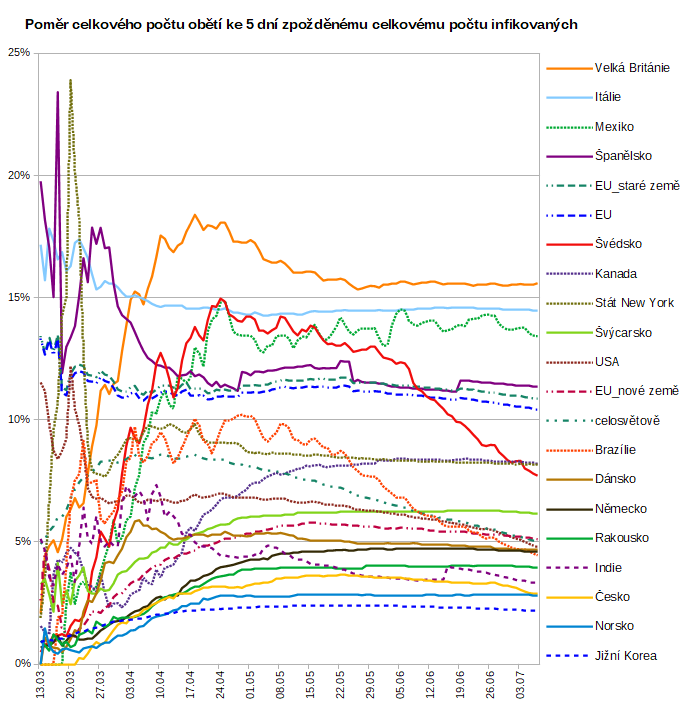 Poměr celkového počtu obětí ke 5 dní zpožděnému celkovému počtu infikovaných
25%
20%
15%
10%
5%
0%
13.03
20.03
27.03
03.04
10.04
17.04
24.04
01.05
08.05
15.05
22.05
29.05
05.06
12.06
19.06
26.06
03.07
Velká Británie
Itálie
Mexiko
Španělsko
EU_staré země
EU
Švédsko
Kanada
Stát New York
Švýcarsko
USA
EU_nové země
celosvětově
Brazílie
Dánsko
Německo
Rakousko
Indie
Česko
Norsko
Jižní Korea